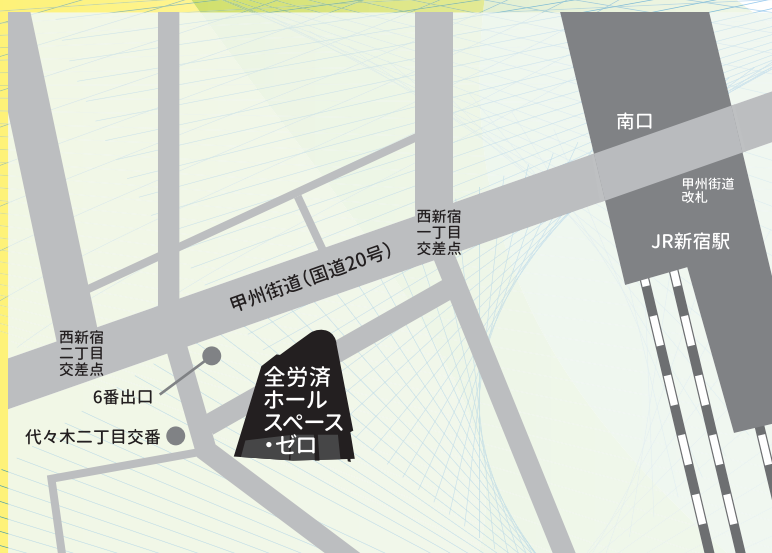 南口
甲州街道
改札
JR新宿駅
西新宿
一丁目
交差点
甲州街道(国道20号)
西新宿
二丁目
交差点
6番出口
代々木二丁目交番
全労済
ホール
スペース
・ゼロ